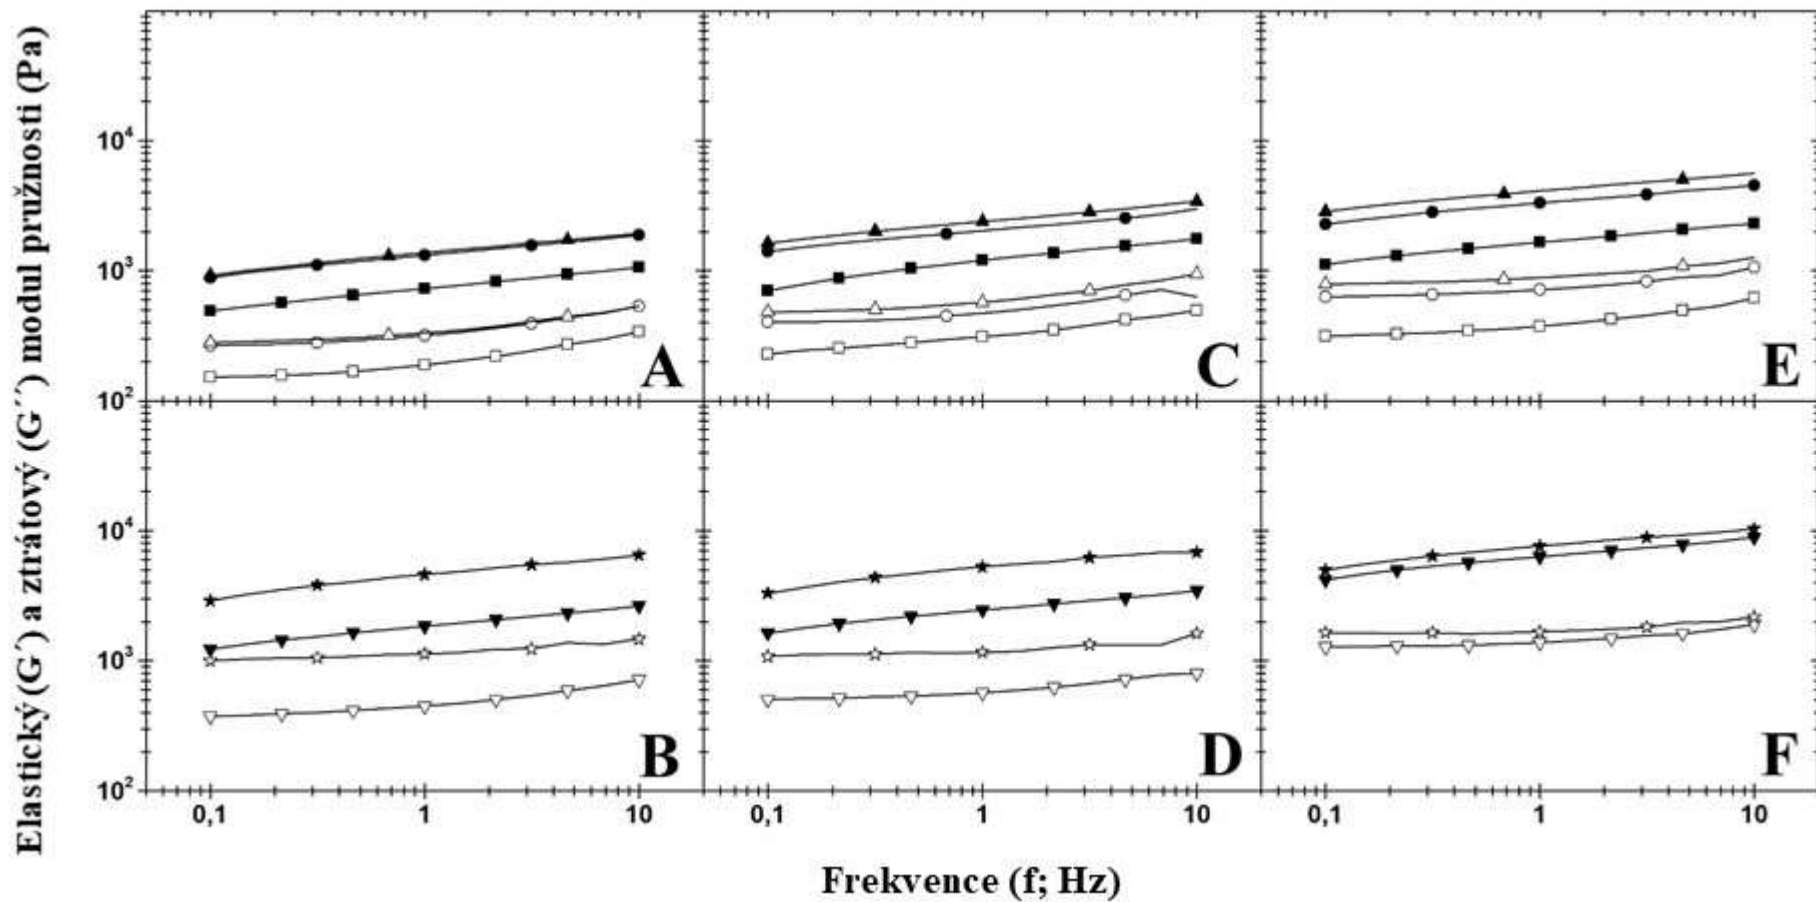 Elastický (G´) a ztrátový (G´´) modul pružnosti (Pa)
10⁴
10³
10²
A
C
E
10⁴
10³
10²
B
D
F
0,1 1 10 0,1 1 10 0,1 1 10
Frekvence (f; Hz)